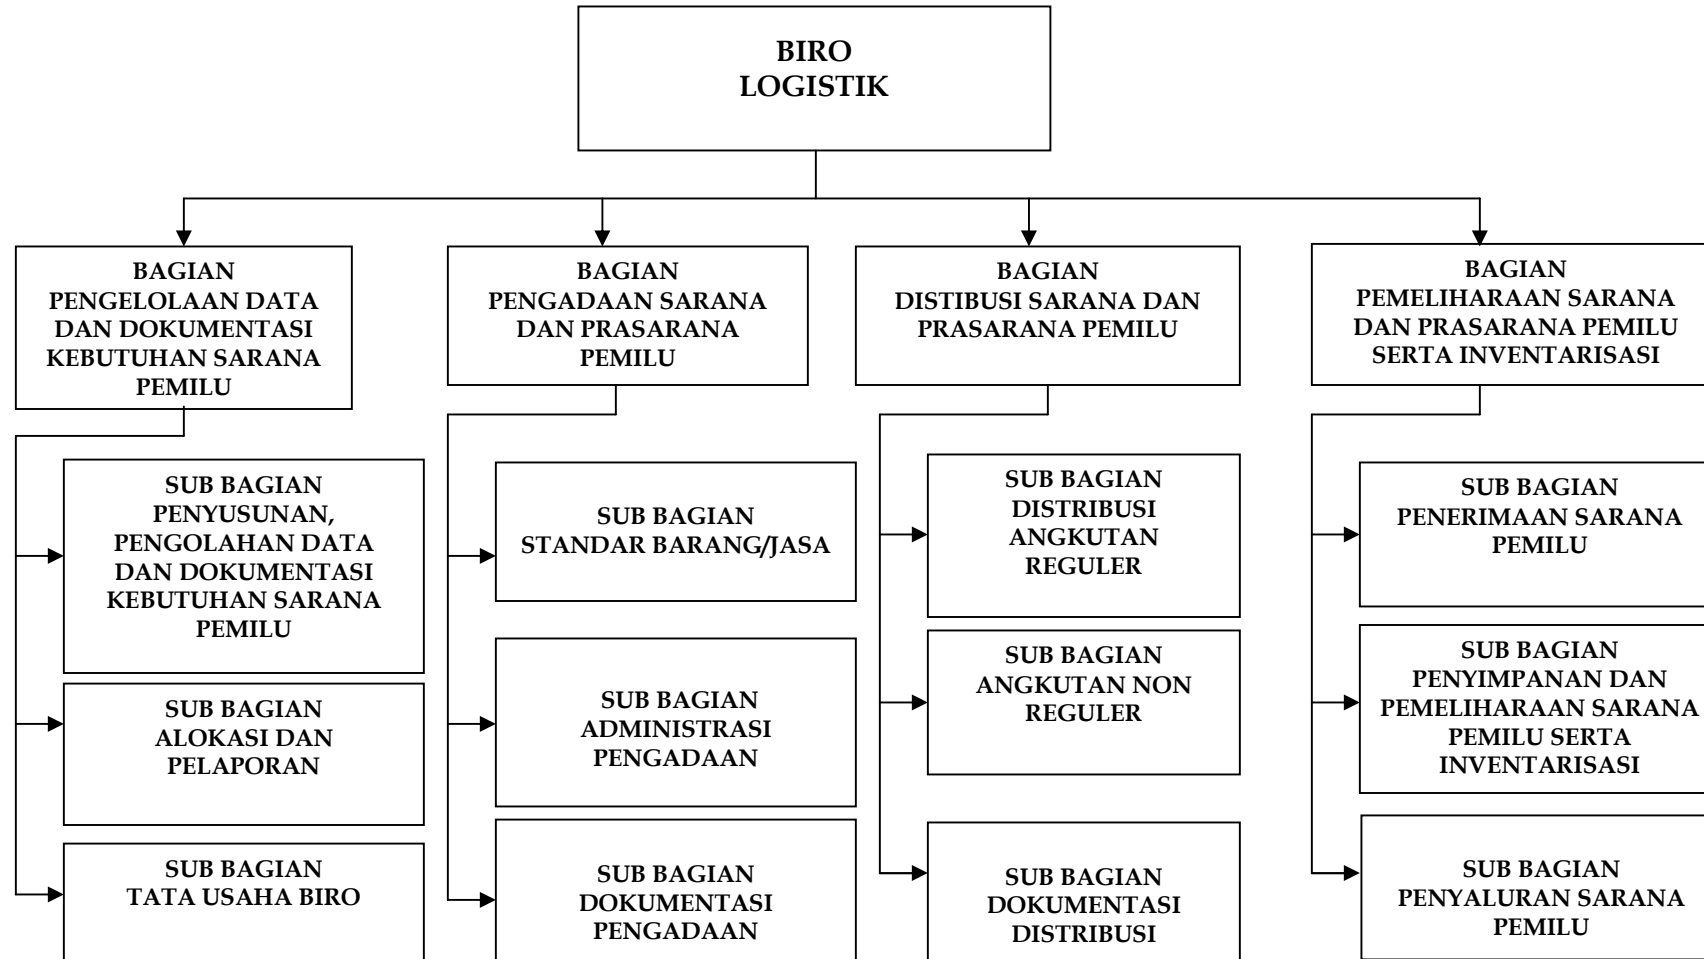 BIRO
LOGISTIK
BAGIAN
PENGELOLAAN DATA
DAN DOKUMENTASI
KEBUTUHAN SARANA
PEMILU
BAGIAN
PENGADAAN SARANA
DAN PRASARANA
PEMILU
BAGIAN
DISTIBUSI SARANA DAN
PRASARANA PEMILU
BAGIAN
PEMELIHARAAN SARANA
DAN PRASARANA PEMILU
SERTA INVENTARISASI
SUB BAGIAN
PENYUSUNAN,
PENGOLAHAN DATA
DAN DOKUMENTASI
KEBUTUHAN SARANA
PEMILU
SUB BAGIAN
STANDAR BARANG/JASA
SUB BAGIAN
DISTRIBUSI
ANGKUTAN
REGULER
SUB BAGIAN
PENERIMAAN SARANA
PEMILU
SUB BAGIAN
ALOKASI DAN
PELAPORAN
SUB BAGIAN
ADMINISTRASI
PENGADAAN
SUB BAGIAN
ANGKUTAN NON
REGULER
SUB BAGIAN
PENYIMPANAN DAN
PEMELIHARAAN SARANA
PEMILU SERTA
INVENTARISASI
SUB BAGIAN
TATA USAHA BIRO
SUB BAGIAN
DOKUMENTASI
PENGADAAN
SUB BAGIAN
DOKUMENTASI
DISTRIBUSI
SUB BAGIAN
PENYALURAN SARANA
PEMILU